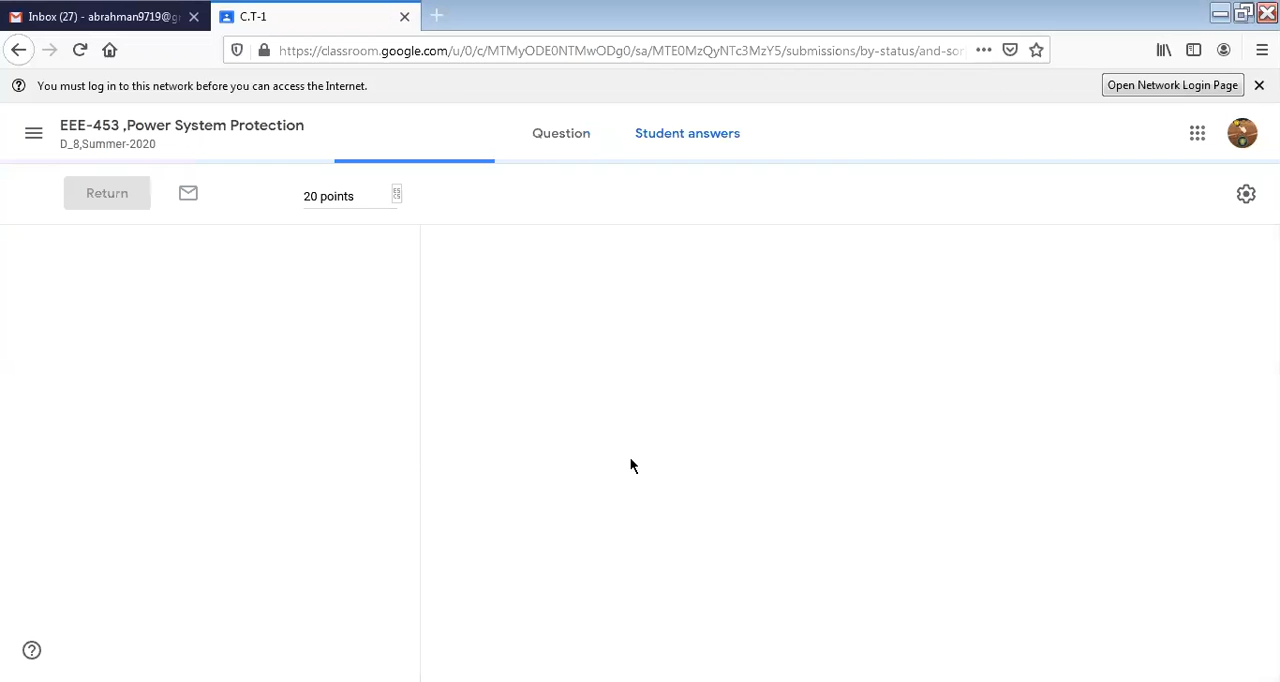 Inbox (27) - abrahman9719@g
C.T-1
https://classroom.google.com/u/0/c/MTMyODE0NTMwODg0/sa/MTE0MzQyNTc3MzY5/submissions/by-status/and-sor
You must log in to this network before you can access the Internet.
Open Network Login Page
EEE-453 ,Power System Protection
D_8,Summer-2020
Question
Student answers
Return
20 points